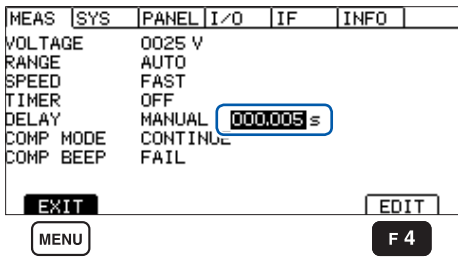 MEAS SYS PANEL I/O IF INFO
VOLTAGE 0025 V
RANGE AUTO
SPEED FAST
TIMER OFF
DELAY MANUAL 000.005 s
COMP MODE CONTINUE
COMP BEEP FAIL
EXIT EDIT
MENU F 4